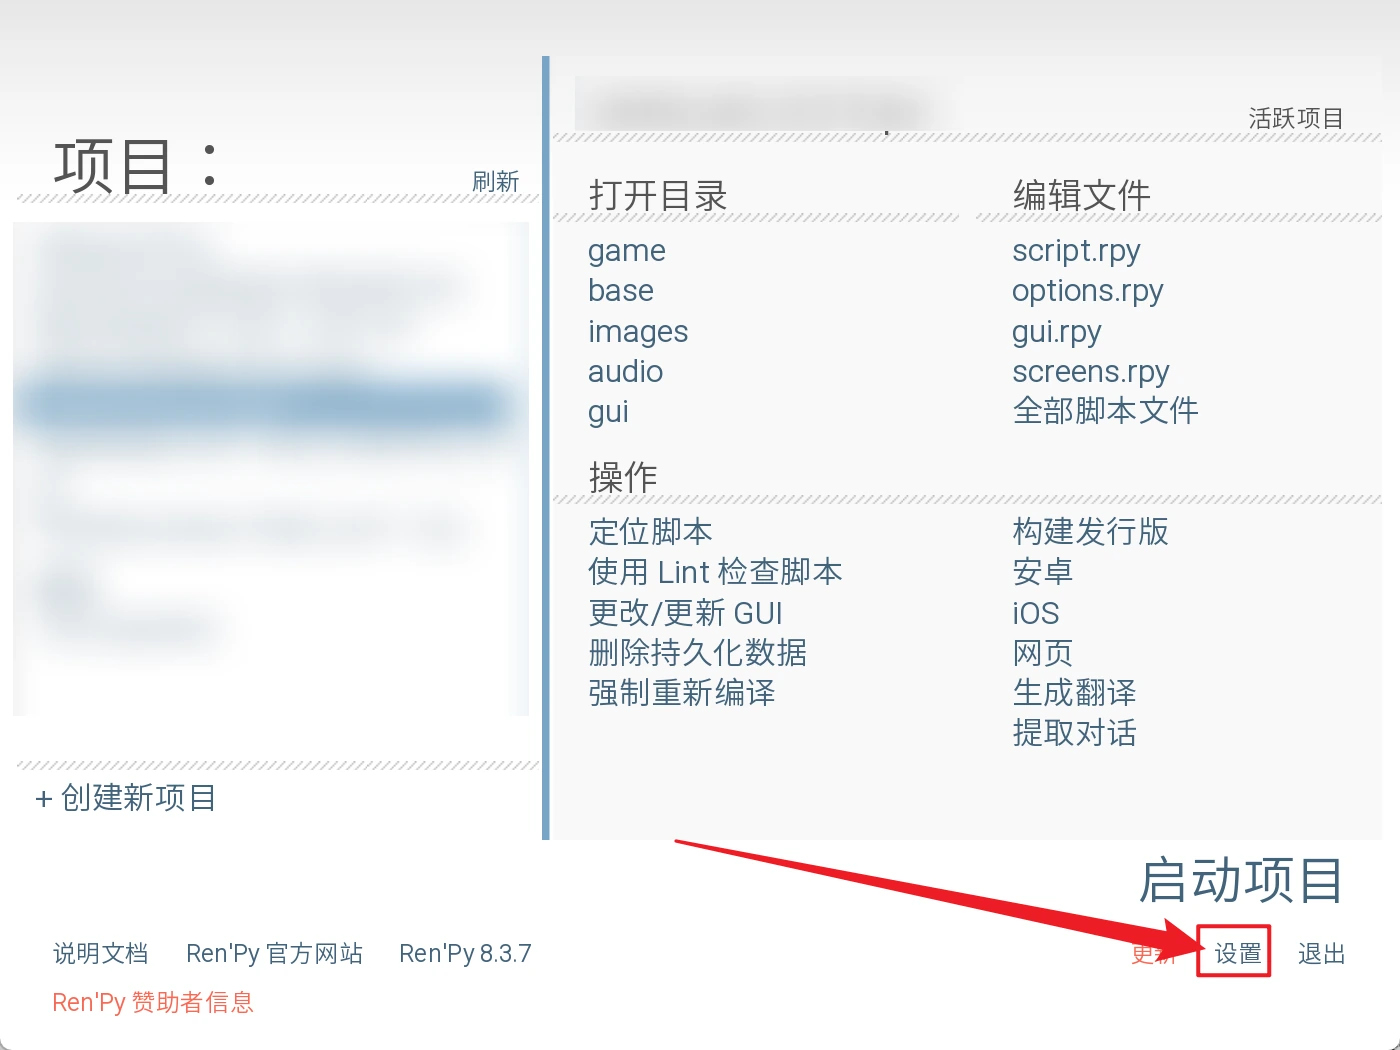 项目：
刷新
活跃项目
打开目录
game
base
images
audio
gui
编辑文件
script.rpy
options.rpy
gui.rpy
screens.rpy
全部脚本文件
操作
定位脚本
使用 Lint 检查脚本
更改/更新 GUI
删除持久化数据
强制重新编译
构建发行版
安卓
iOS
网页
生成翻译
提取对话
+ 创建新项目
启动项目
说明文档
Ren'Py 官方网站
Ren'Py 8.3.7
更新
设置
退出
Ren'Py 赞助者信息